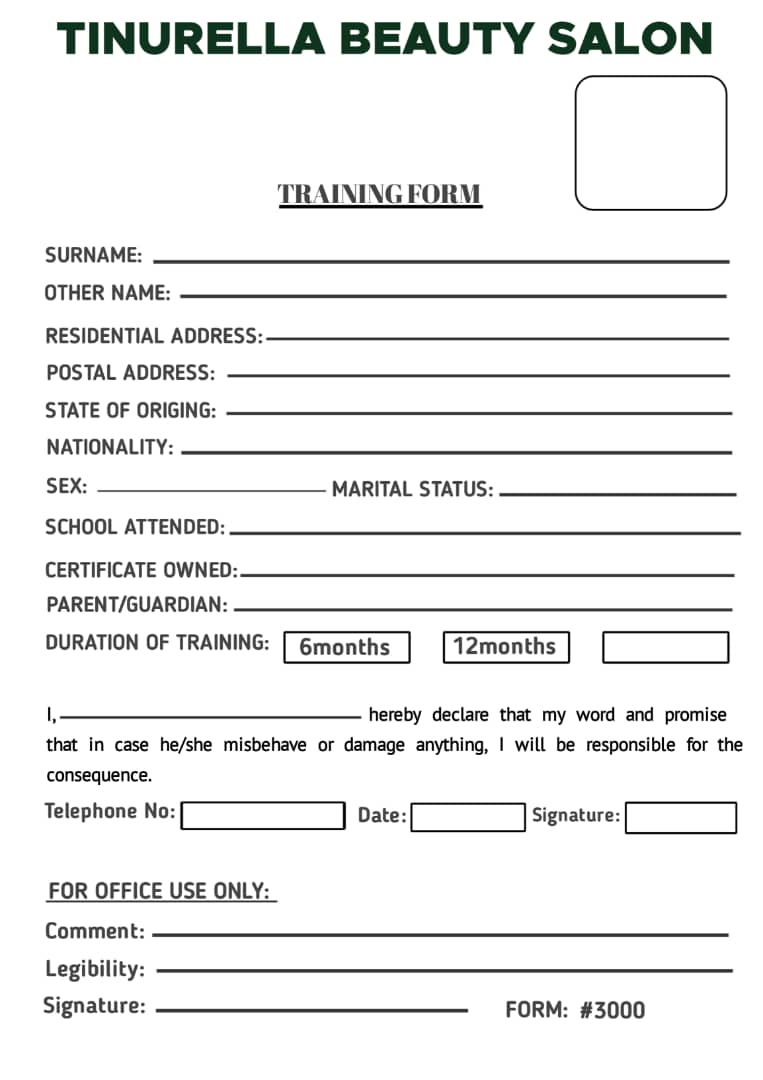 TINURELLA BEAUTY SALON
TRAINING FORM
SURNAME:
OTHER NAME:
RESIDENTIAL ADDRESS:
POSTAL ADDRESS:
STATE OF ORIGING:
NATIONALITY:
SEX: MARITAL STATUS:
SCHOOL ATTENDED:
CERTIFICATE OWNED:
PARENT/GUARDIAN:
DURATION OF TRAINING: 6months 12months
I, hereby declare that my word and promise
that in case he/she misbehave or damage anything, I will be responsible for the
consequence.
Telephone No: Date: Signature:
FOR OFFICE USE ONLY:
Comment:
Legibility:
Signature: FORM: #3000